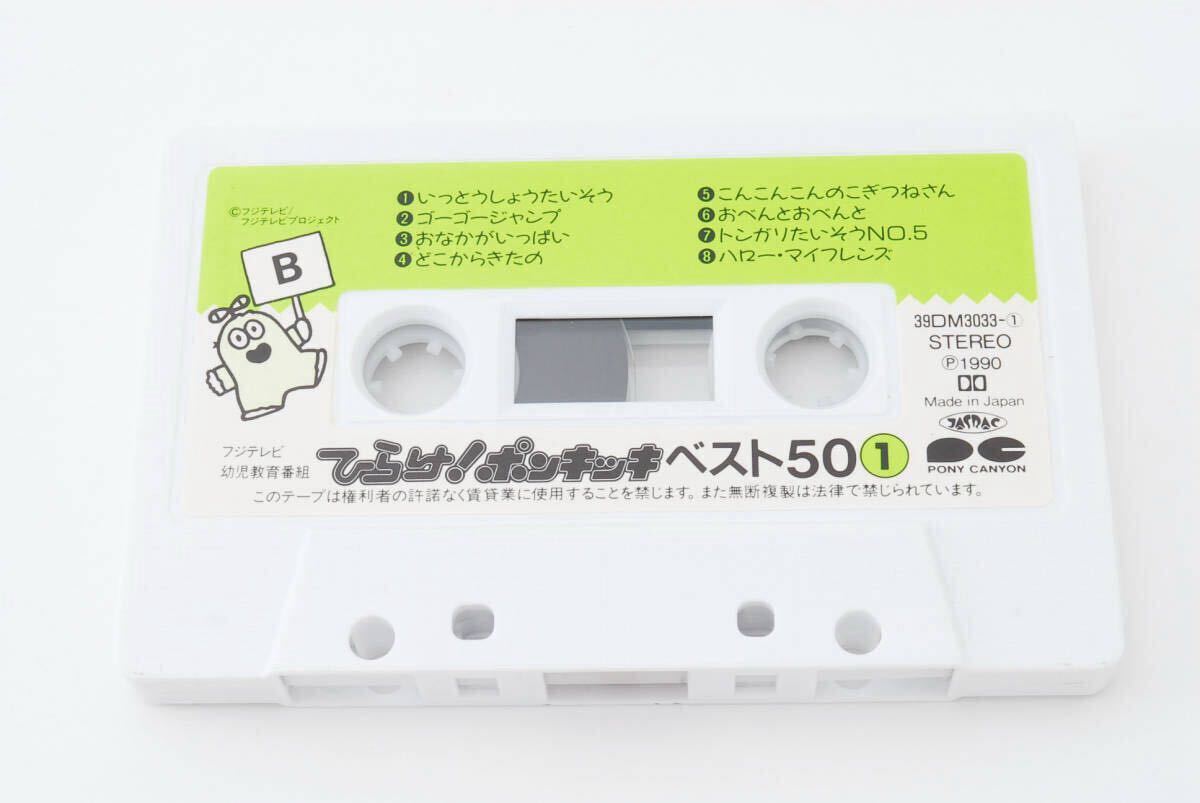 ©フジテレビ/
フジテレビプロジェクト
B
❶いっとうしょうたいそう
❷ゴーゴージャンプ
❸おなかがいっぱい
❹どこからきたの
❺こんこんこんのこぎつねさん
❻おべんとおべんと
❼トンガリたいそうNO.5
❽ハロー・マイフレンズ
39DM3033-①
STEREO
Ⓟ1990
Made in Japan
JASRAC
PONY CANYON
フジテレビ
幼児教育番組
ひらけ!ポンキッキ ベスト50①
このテープは権利者の許諾なく賃貸業に使用することを禁じます。また無断複製は法律で禁じられています。